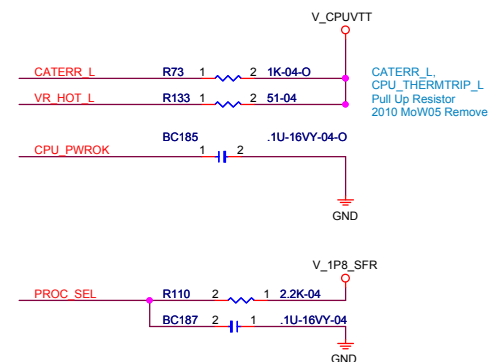 V_CPUVTT
CATERR_L R73 1 2 1K-04-O
VR_HOT_L R133 1 2 51-04
CATERR_L,
CPU_THERMTRIP_L
Pull Up Resistor
2010 MoW05 Remove
CPU_PWROK BC185 1 2 .1U-16VY-04-O
GND
V_1P8_SFR
PROC_SEL R110 2 1 2.2K-04
BC187 2 1 .1U-16VY-04
GND